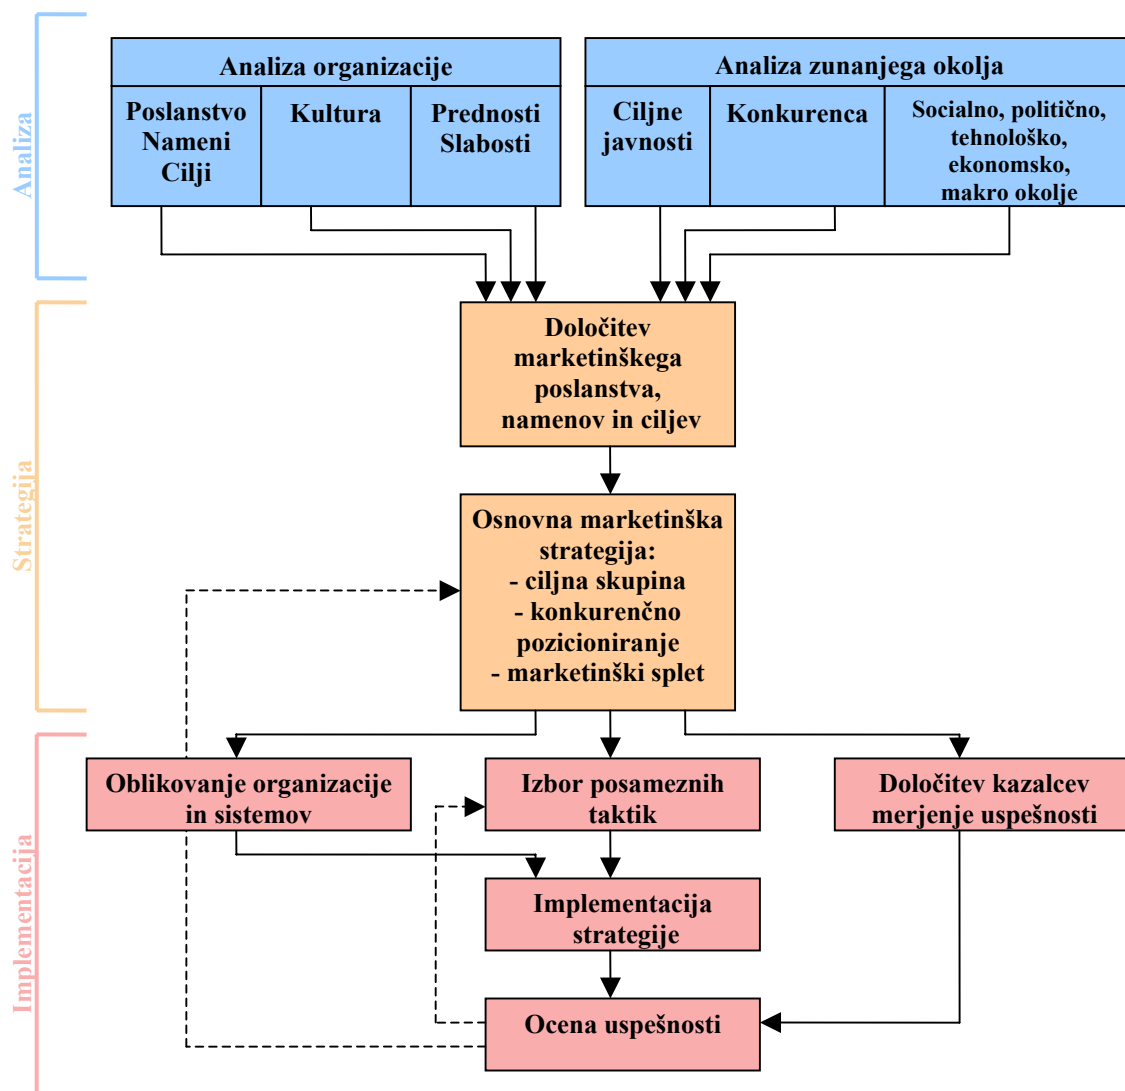 Analiza
Analiza organizacije
Poslanstvo
Nameni
Cilji
Kultura
Prednosti
Slabosti
Analiza zunanjega okolja
Ciljne
javnosti
Konkurenca
Socialno, politično,
tehnološko,
ekonomsko,
makro okolje
Strategija
Določitev
marketinškega
poslanstva,
namenov in ciljev
Osnovna marketinška
strategija:
- ciljna skupina
- konkurenčno
pozicioniranje
- marketinški splet
Implementacija
Oblikovanje organizacije
in sistemov
Izbor posameznih
taktik
Določitev kazalcev
merjenje uspešnosti
Implementacija
strategije
Ocena uspešnosti